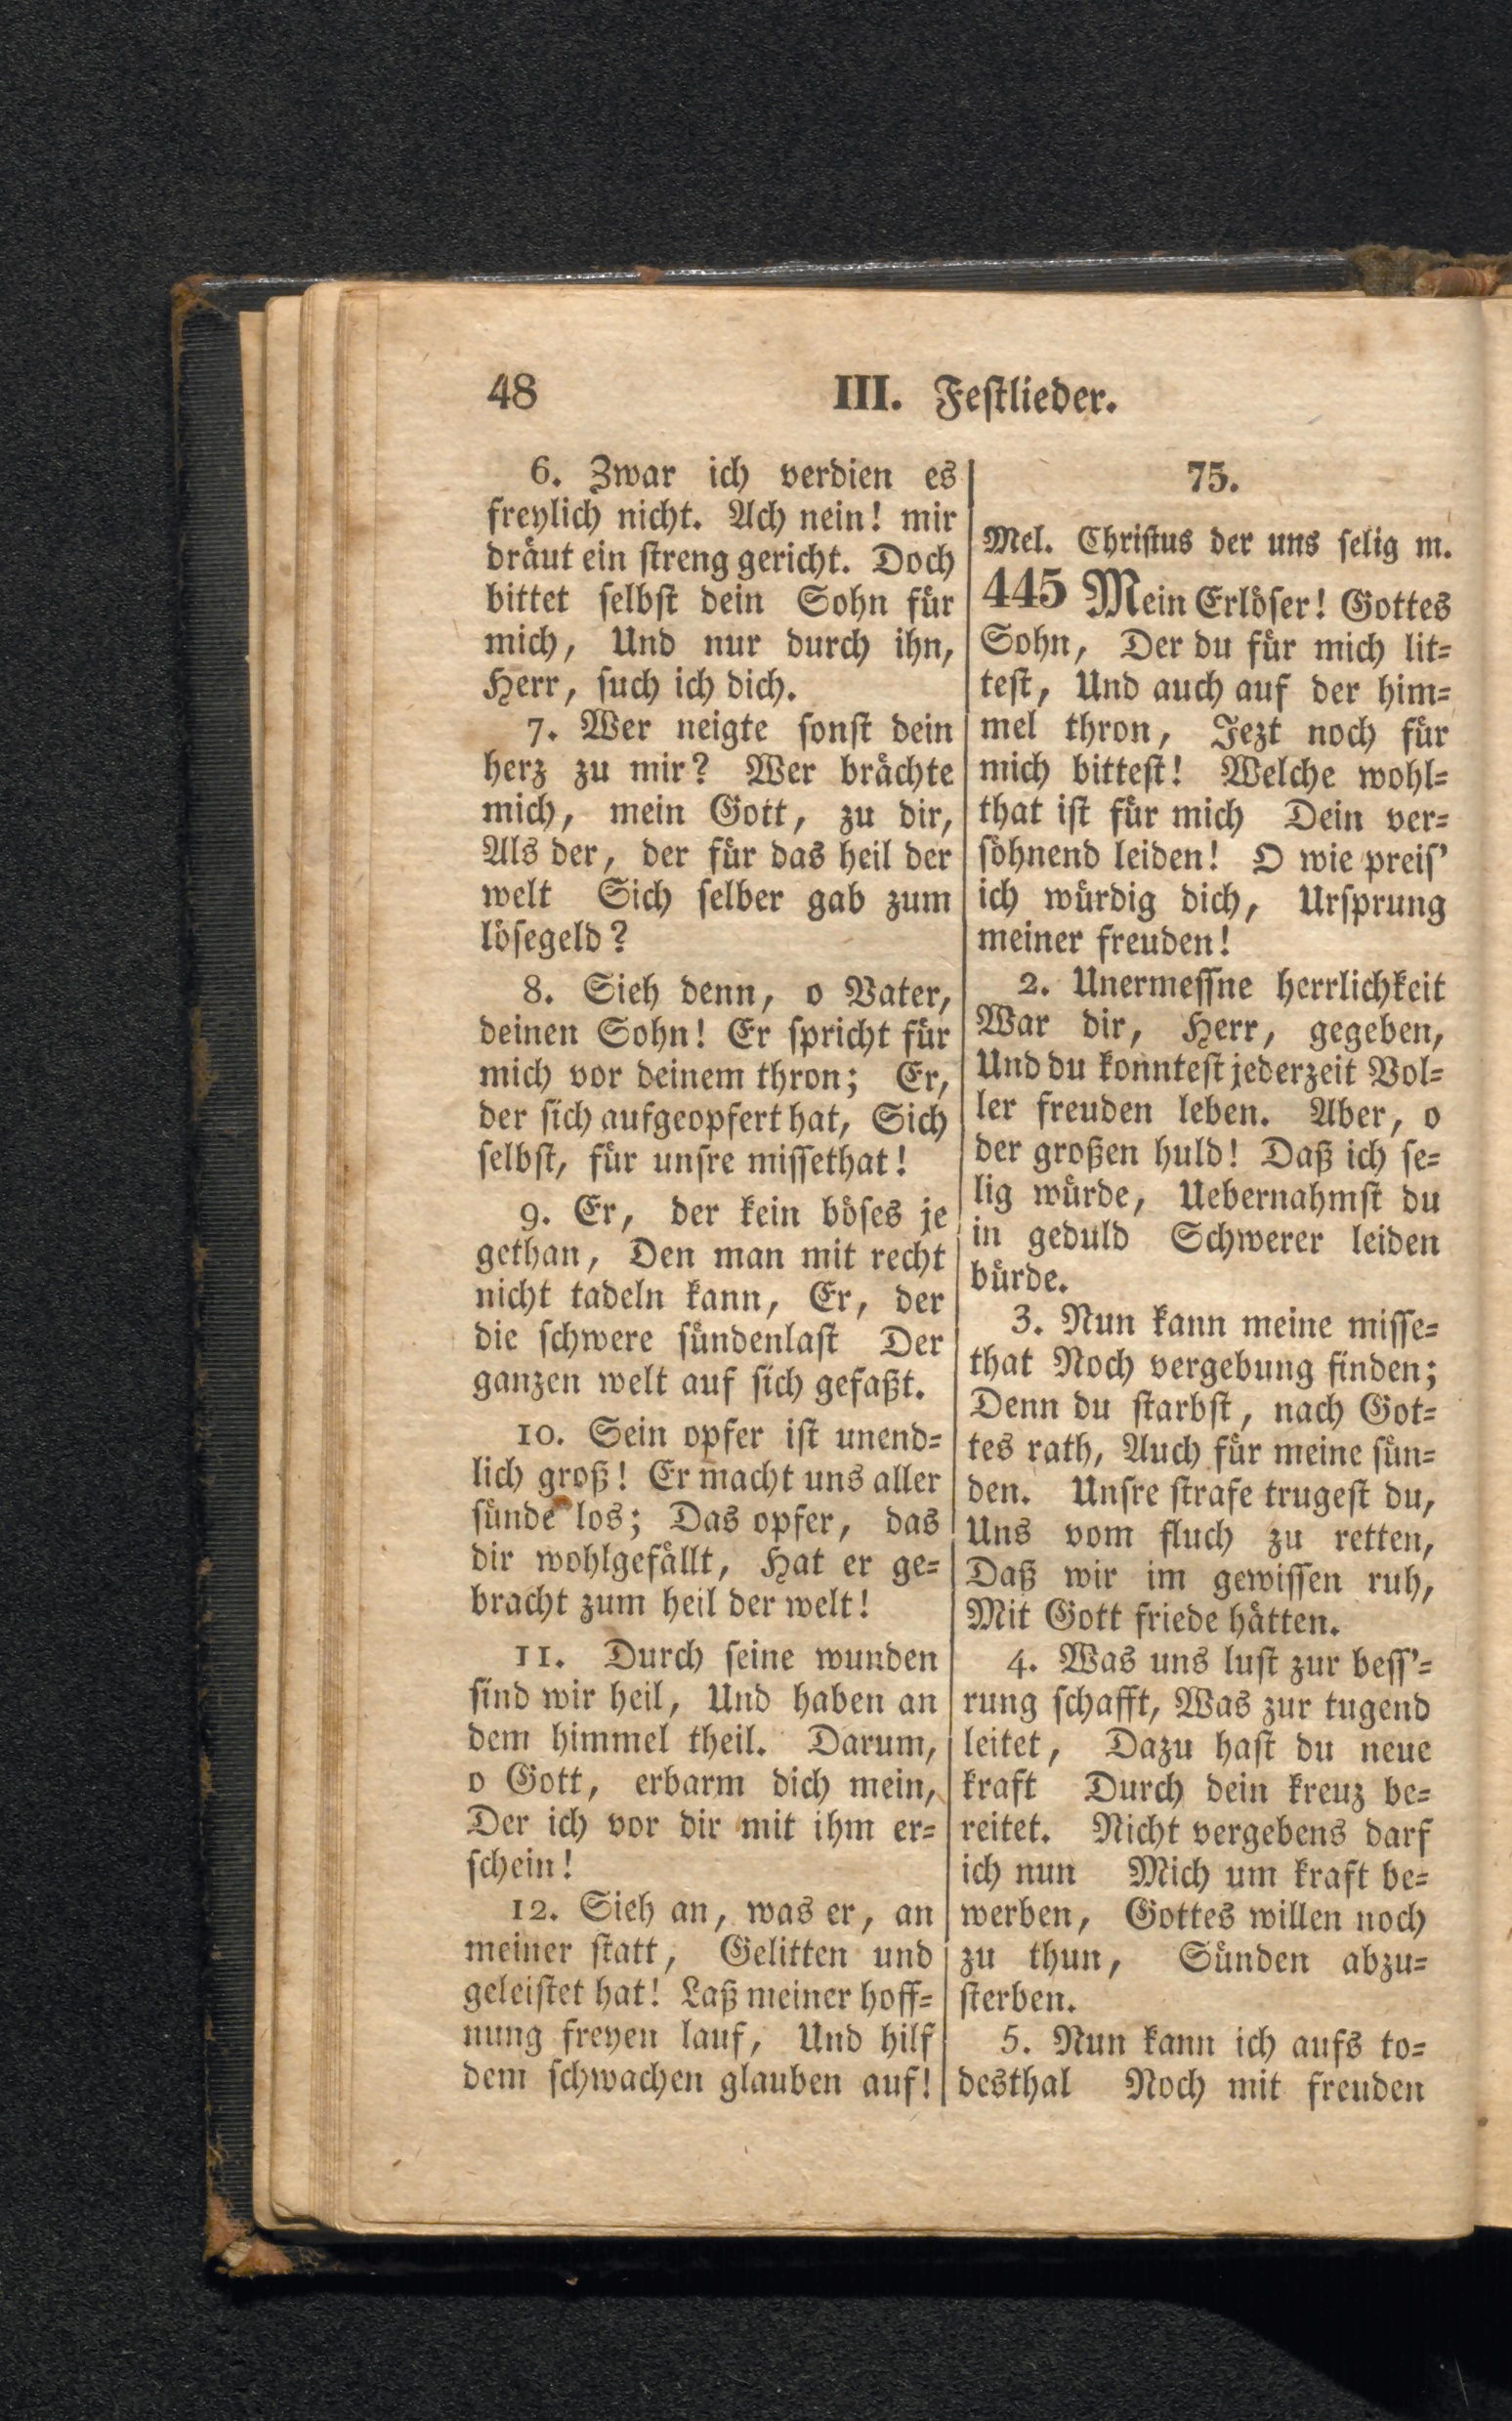 48
III. Feſtlieder.
6. Zwar ich verdien es
freylich nicht. Ach nein! mir
dräut ein ſtreng gericht. Doch
bittet ſelbſt dein Sohn für
mich, Und nur durch ihn,
Herr, ſuch ich dich.
7. Wer neigte ſonſt dein
herz zu mir? Wer brächte
mich, mein Gott, zu dir,
Als der, der für das heil der
welt Sich ſelber gab zum
löſegeld?
8. Sieh denn, o Vater,
deinen Sohn! Er ſpricht für
mich vor deinem thron; Er,
der ſich aufgeopfert hat, Sich
ſelbſt, für unſre miſſethat!
9. Er, der kein böſes je
gethan, Den man mit recht
nicht tadeln kann, Er, der
die ſchwere ſündenlaſt Der
ganzen welt auf ſich gefaßt.
10. Sein opfer iſt unend=
lich groß! Er macht uns aller
ſünde los; Das opfer, das
dir wohlgefällt, Hat er ge=
bracht zum heil der welt!
11. Durch ſeine wunden
ſind wir heil, Und haben an
dem himmel theil. Darum,
o Gott, erbarm dich mein,
Der ich vor dir mit ihm er=
ſchein!
12. Sieh an, was er, an
meiner ſtatt, Gelitten und
geleiſtet hat! Laß meiner hoff=
nung freyen lauf, Und hilf
dem ſchwachen glauben auf!
75.
Mel. Chriſtus der uns ſelig m.
445 Mein Erlöſer! Gottes
Sohn, Der du für mich lit=
teſt, Und auch auf der him=
mel thron, Jezt noch für
mich bitteſt! Welche wohl=
that iſt für mich Dein ver=
ſöhnend leiden! O wie preiſ'
ich würdig dich, Urſprung
meiner freuden!
2. Unermeſſne herrlichkeit
War dir, Herr, gegeben,
Und du konnteſt jederzeit Vol=
ler freuden leben. Aber, o
der großen huld! Daß ich ſe=
lig würde, Uebernahmſt du
in geduld Schwerer leiden
bürde.
3. Nun kann meine miſſe=
that Noch vergebung finden;
Denn du ſtarbſt, nach Got=
tes rath, Auch für meine ſün=
den. Unſre ſtrafe trugeſt du,
Uns vom fluch zu retten,
Daß wir im gewiſſen ruh,
Mit Gott friede hätten.
4. Was uns luſt zur beſſ'=
rung ſchafft, Was zur tugend
leitet, Dazu haſt du neue
kraft Durch dein kreuz be=
reitet. Nicht vergebens darf
ich nun Mich um kraft be=
werben, Gottes willen noch
zu thun, Sünden abzu=
ſterben.
5. Nun kann ich aufs to=
desthal Noch mit freuden